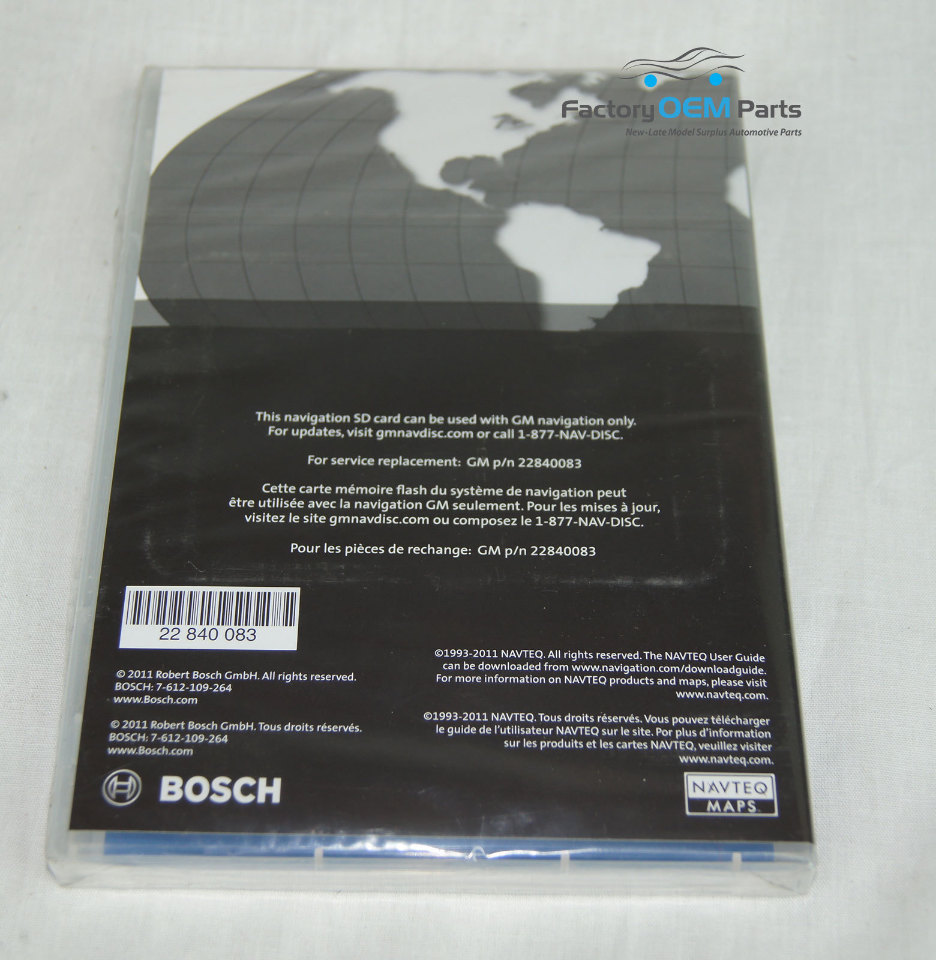 Factory OEM Parts
New-Late Model Surplus Automotive Parts
This navigation SD card can be used with GM navigation only.
For updates, visit gmnavdisc.com or call 1-877-NAV-DISC.
For service replacement: GM p/n 22840083
Cette carte mémoire flash du système de navigation peut
être utilisée avec la navigation GM seulement. Pour les mises à jour,
visitez le site gmnavdisc.com ou composez le 1-877-NAV-DISC.
Pour les pièces de rechange: GM p/n 22840083
22 840 083
© 2011 Robert Bosch GmbH. All rights reserved.
BOSCH: 7-612-109-264
www.Bosch.com
© 2011 Robert Bosch GmbH. Tous droits réservés.
BOSCH: 7-612-109-264
www.Bosch.com
BOSCH
©1993-2011 NAVTEQ. All rights reserved. The NAVTEQ User Guide
can be downloaded from www.navigation.com/downloadguide.
For more information on NAVTEQ products and maps, please visit
www.navteq.com.
©1993-2011 NAVTEQ. Tous droits réservés. Vous pouvez télécharger
le guide de l'utilisateur NAVTEQ sur le site. Por plus d'information
sur les produits et les cartes NAVTEQ, veuillez visiter
www.navteq.com.
NAVTEQ
MAPS